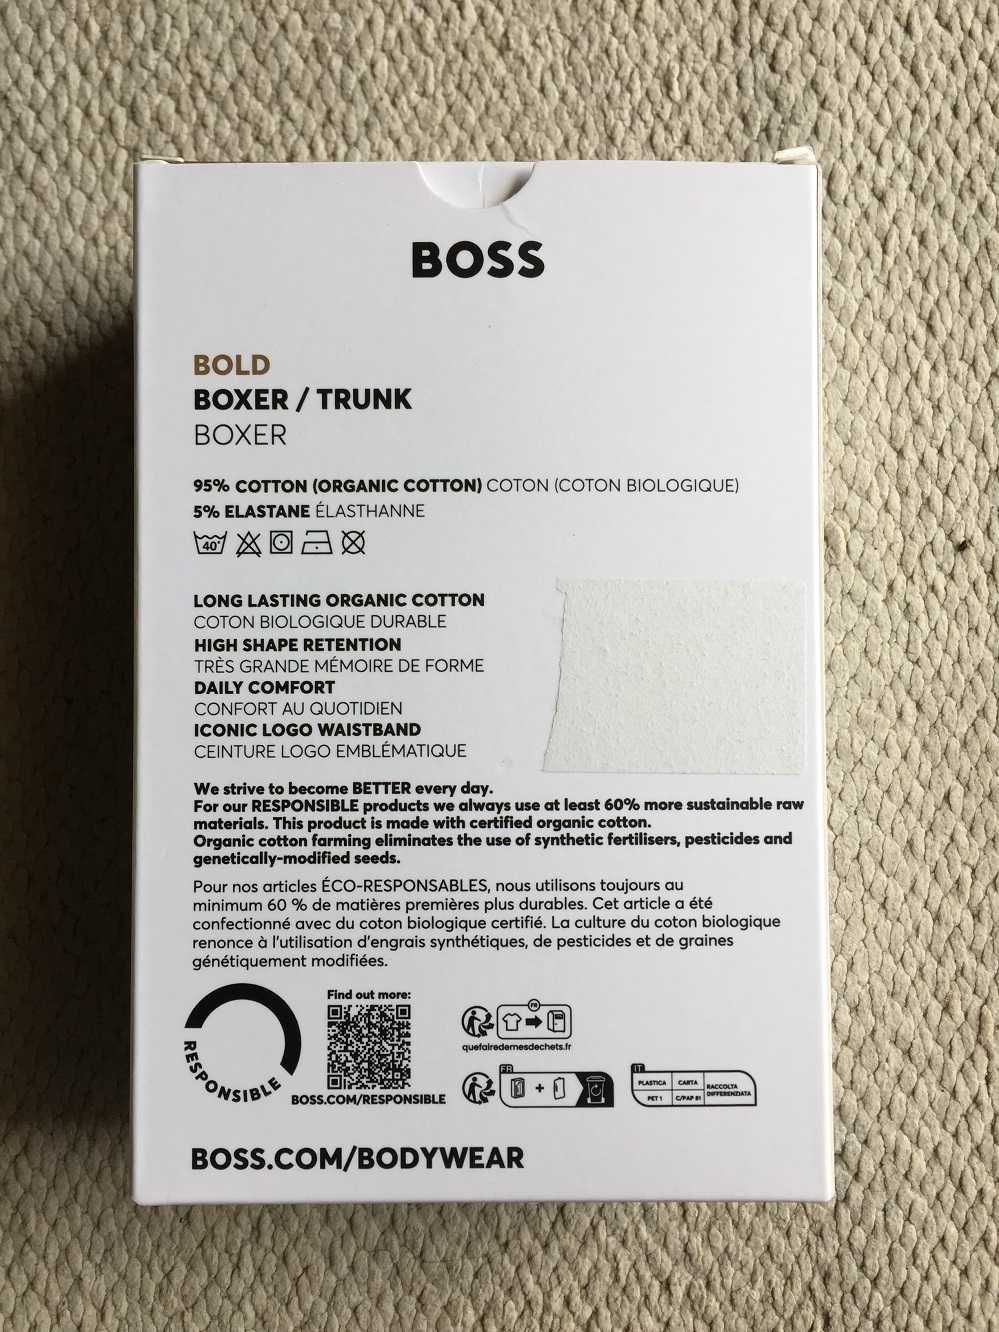 BOSS
BOLD
BOXER / TRUNK
BOXER
95% COTTON (ORGANIC COTTON) COTON (COTON BIOLOGIQUE)
5% ELASTANE ÉLASTHANNE
40°
LONG LASTING ORGANIC COTTON
COTON BIOLOGIQUE DURABLE
HIGH SHAPE RETENTION
TRÈS GRANDE MÉMOIRE DE FORME
DAILY COMFORT
CONFORT AU QUOTIDIEN
ICONIC LOGO WAISTBAND
CEINTURE LOGO EMBLÉMATIQUE
We strive to become BETTER every day.
For our RESPONSIBLE products we always use at least 60% more sustainable raw
materials. This product is made with certified organic cotton.
Organic cotton farming eliminates the use of synthetic fertilisers, pesticides and
genetically-modified seeds.
Pour nos articles ÉCO-RESPONSABLES, nous utilisons toujours au
minimum 60 % de matières premières plus durables. Cet article a été
confectionné avec du coton biologique certifié. La culture du coton biologique
renonce à l'utilisation d'engrais synthétiques, de pesticides et de graines
génétiquement modifiées.
RESPONSIBLE
Find out more:
BOSS.COM/RESPONSIBLE
FR
quefairedemesdechets.fr
FR
+
IT
PLASTICA CARTA RACCOLTA
PET 1 C/PAP 81 DIFFERENZIATA
BOSS.COM/BODYWEAR